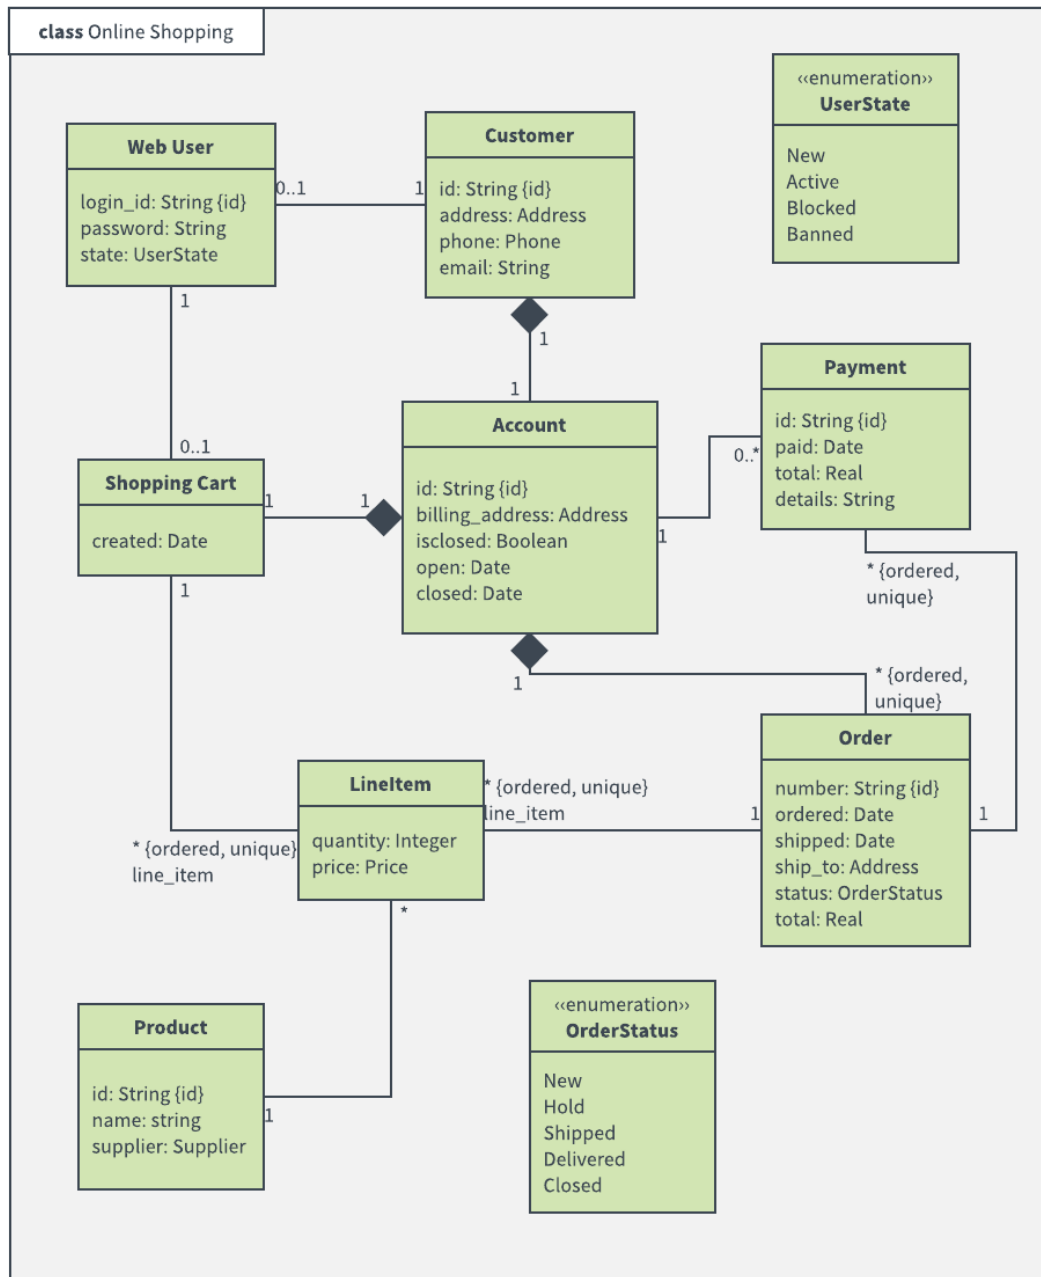 class Online Shopping
‹‹enumeration››
UserState
New
Active
Blocked
Banned
Web User
login_id: String {id}
password: String
state: UserState
0..1
1
Customer
id: String {id}
address: Address
phone: Phone
email: String
1
0..1
1
1
Payment
id: String {id}
paid: Date
total: Real
details: String
Account
id: String {id}
billing_address: Address
isclosed: Boolean
open: Date
closed: Date
0..*
1
Shopping Cart
created: Date
1
1
1
* {ordered,
unique}
1
* {ordered,
unique}
Order
number: String {id}
ordered: Date
shipped: Date
ship_to: Address
status: OrderStatus
total: Real
1
1
LineItem
quantity: Integer
price: Price
* {ordered, unique}
line_item
* {ordered, unique}
line_item
*
Product
id: String {id}
name: string
supplier: Supplier
1
‹‹enumeration››
OrderStatus
New
Hold
Shipped
Delivered
Closed